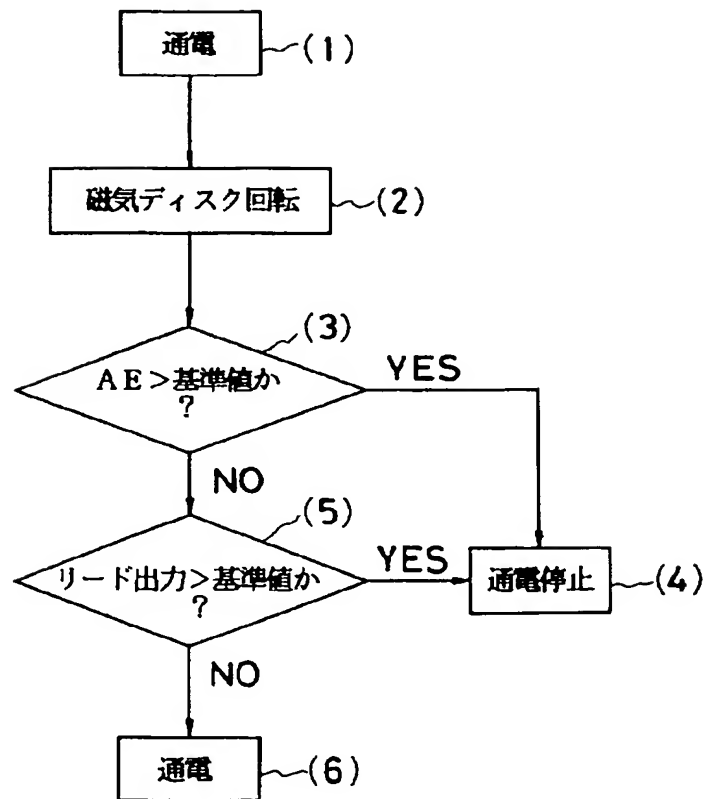 通電 (1)
磁気ディスク回転 (2)
(3)
AE>基準値か
?
YES
NO
(5)
リード出力>基準値か
?
YES
通電停止 (4)
NO
通電 (6)